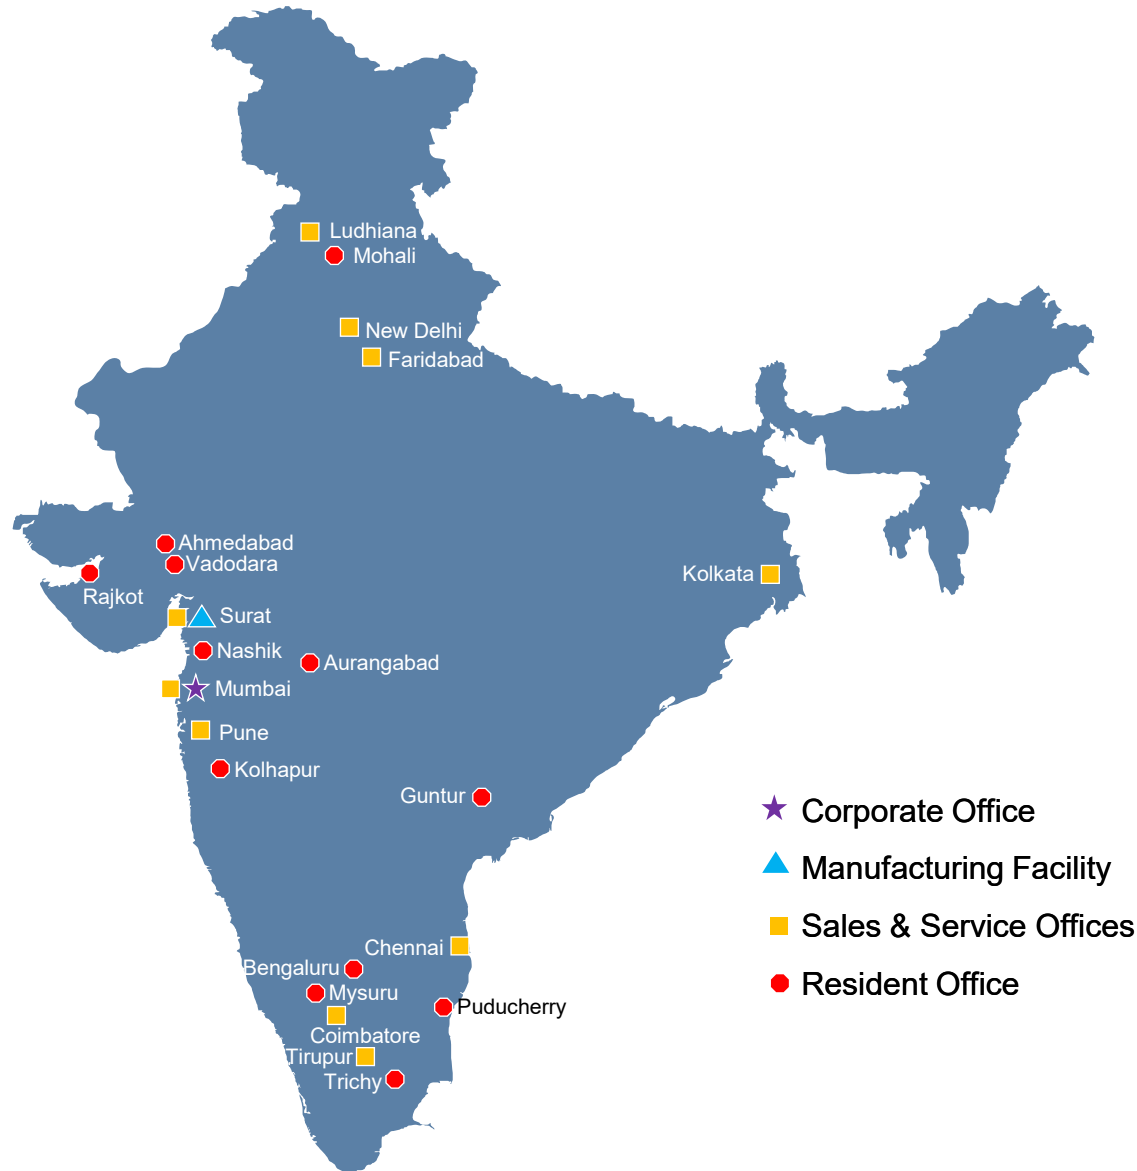 Ludhiana
Mohali
New Delhi
Faridabad
Ahmedabad
Vadodara
Kolkata
Rajkot
Surat
Nashik
Aurangabad
Mumbai
Pune
Kolhapur
Guntur
Corporate Office
Manufacturing Facility
Sales & Service Offices
Chennai
Bengaluru
Resident Office
Mysuru
Puducherry
Coimbatore
Tirupur
Trichy